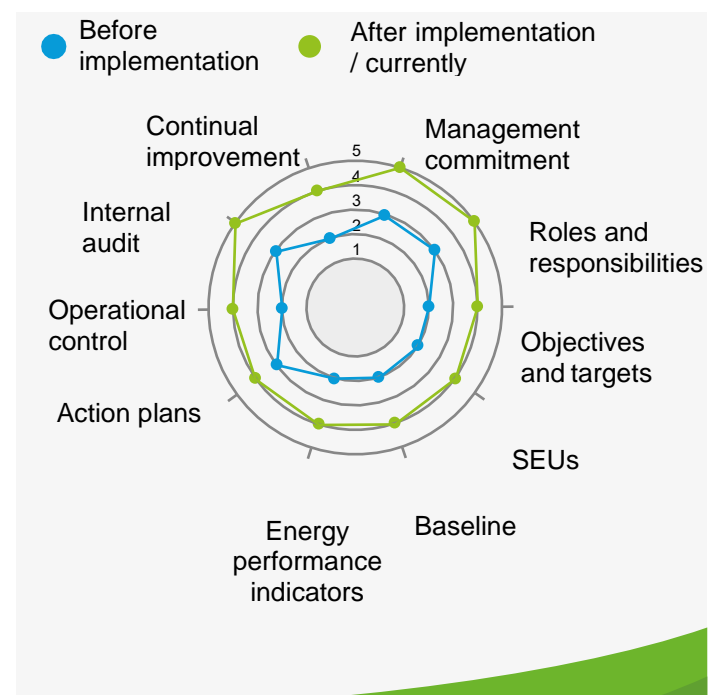 Before
implementation
After implementation
/ currently
Continual
improvement
Management
commitment
5
4
3
2
1
Internal
audit
Roles and
responsibilities
Operational
control
Objectives
and targets
Action plans
SEUs
Energy
performance
indicators
Baseline